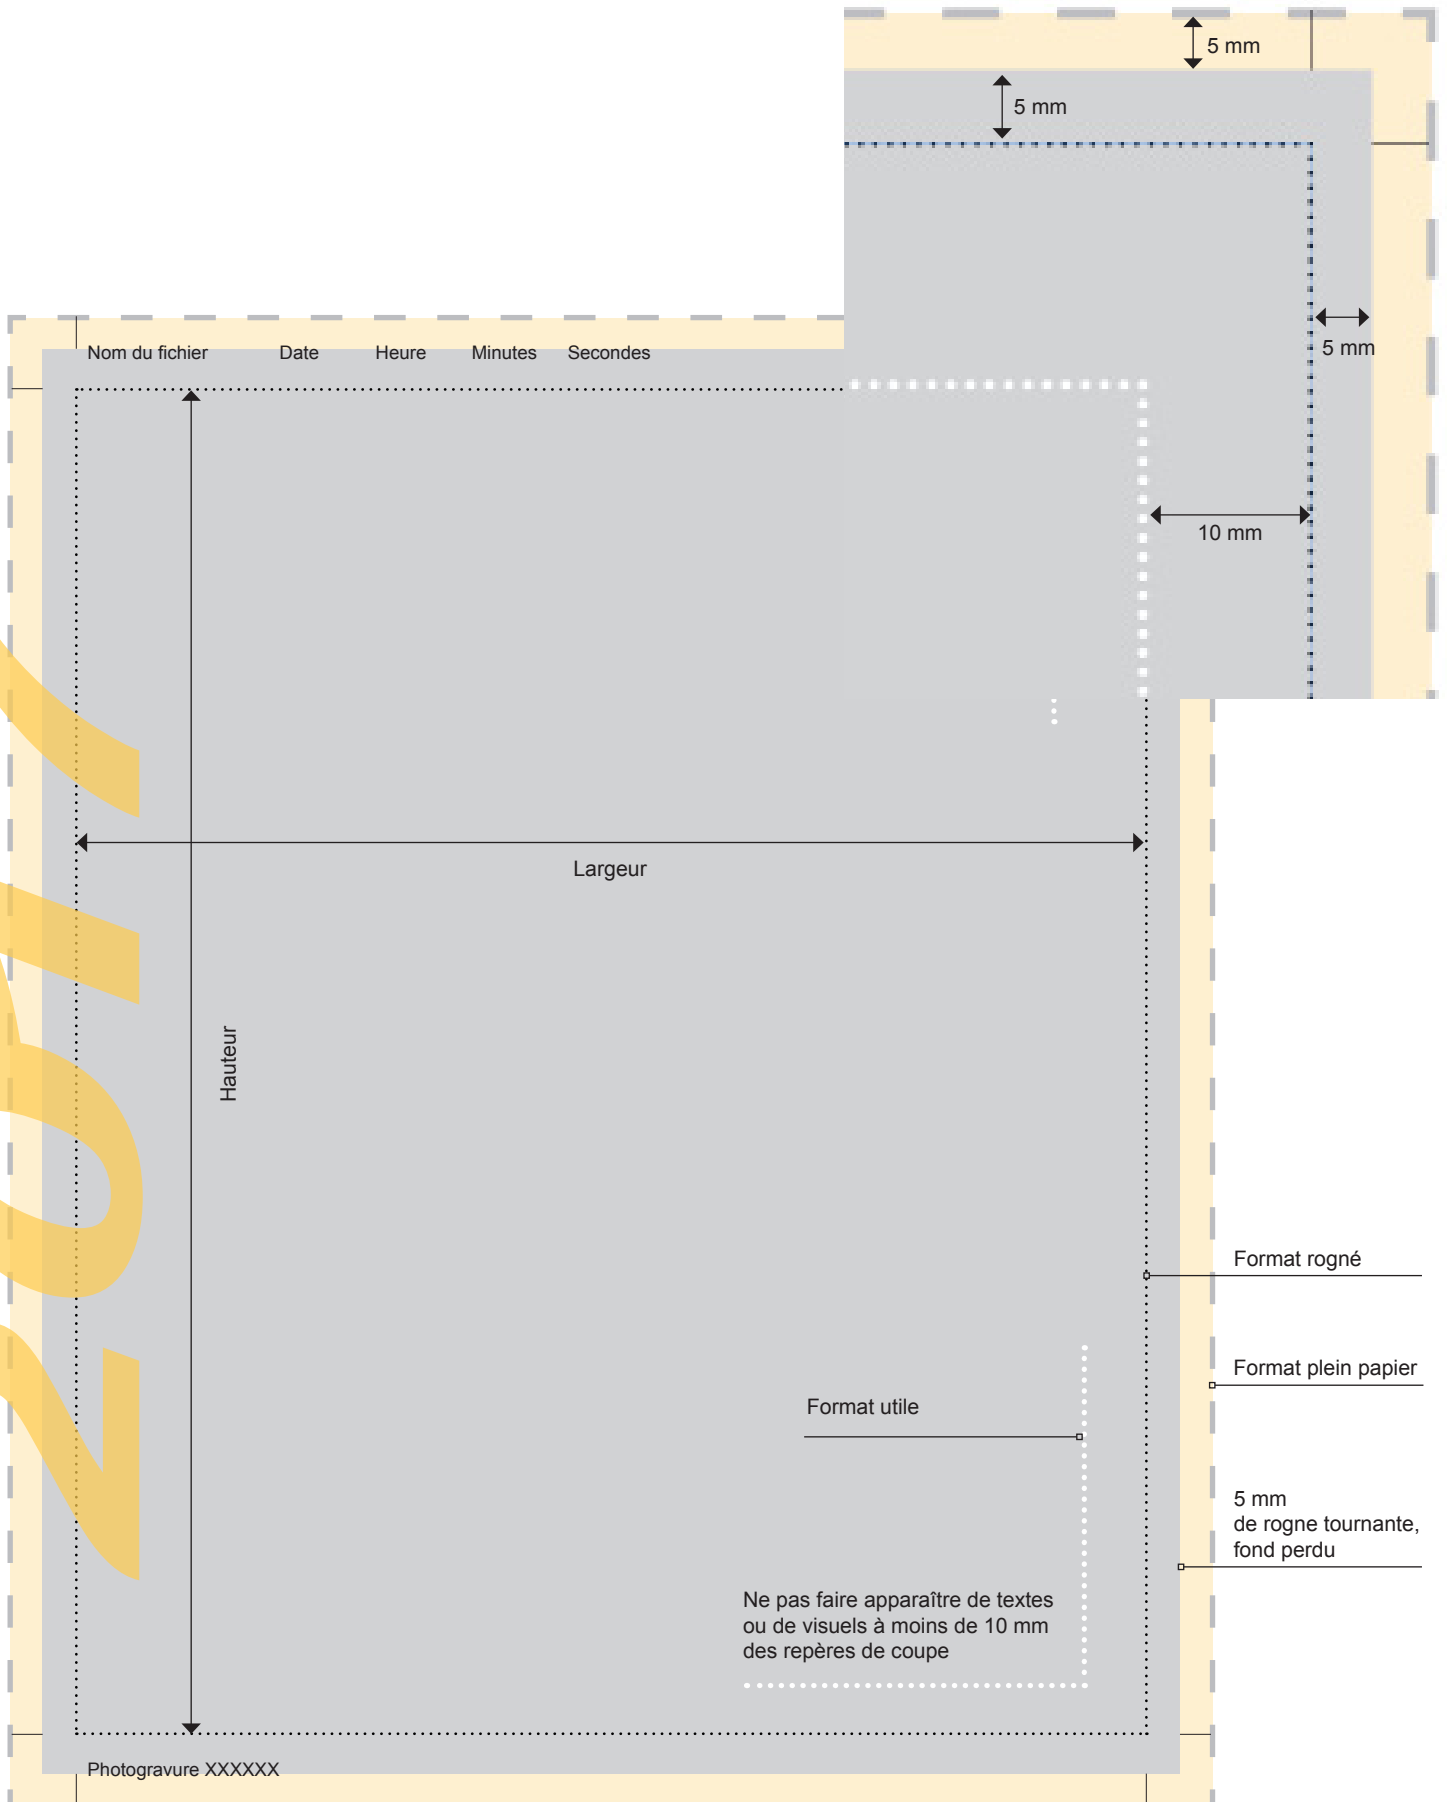 5 mm
5 mm
5 mm
Nom du fichier Date Heure Minutes Secondes
10 mm
Largeur
Hauteur
Format rogné
Format plein papier
Format utile
5 mm
de rogne tournante,
fond perdu
Ne pas faire apparaître de textes
ou de visuels à moins de 10 mm
des repères de coupe
Photogravure XXXXXX